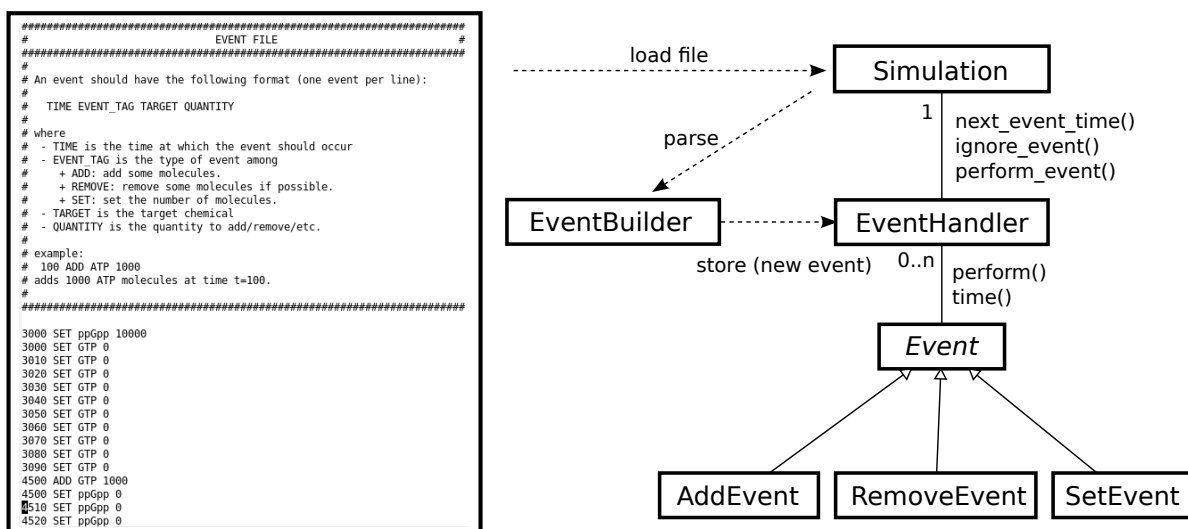 #######################################################################
# EVENT FILE #
#######################################################################
#
# An event should have the following format (one event per line):
#
# TIME EVENT_TAG TARGET QUANTITY
#
# where
# - TIME is the time at which the event should occur
# - EVENT_TAG is the type of event among
# + ADD: add some molecules.
# + REMOVE: remove some molecules if possible.
# + SET: set the number of molecules.
# - TARGET is the target chemical
# - QUANTITY is the quantity to add/remove/etc.
#
# example:
# 100 ADD ATP 1000
# adds 1000 ATP molecules at time t=100.
#
#######################################################################
3000 SET ppGpp 10000
3000 SET GTP 0
3010 SET GTP 0
3020 SET GTP 0
3030 SET GTP 0
3040 SET GTP 0
3050 SET GTP 0
3060 SET GTP 0
3070 SET GTP 0
3080 SET GTP 0
3090 SET GTP 0
4500 ADD GTP 1000
4500 SET ppGpp 0
4510 SET ppGpp 0
4520 SET ppGpp 0
load file
Simulation
1
next_event_time()
ignore_event()
perform_event()
parse
EventBuilder
EventHandler
store (new event)
0..n
perform()
time()
Event
AddEvent
RemoveEvent
SetEvent